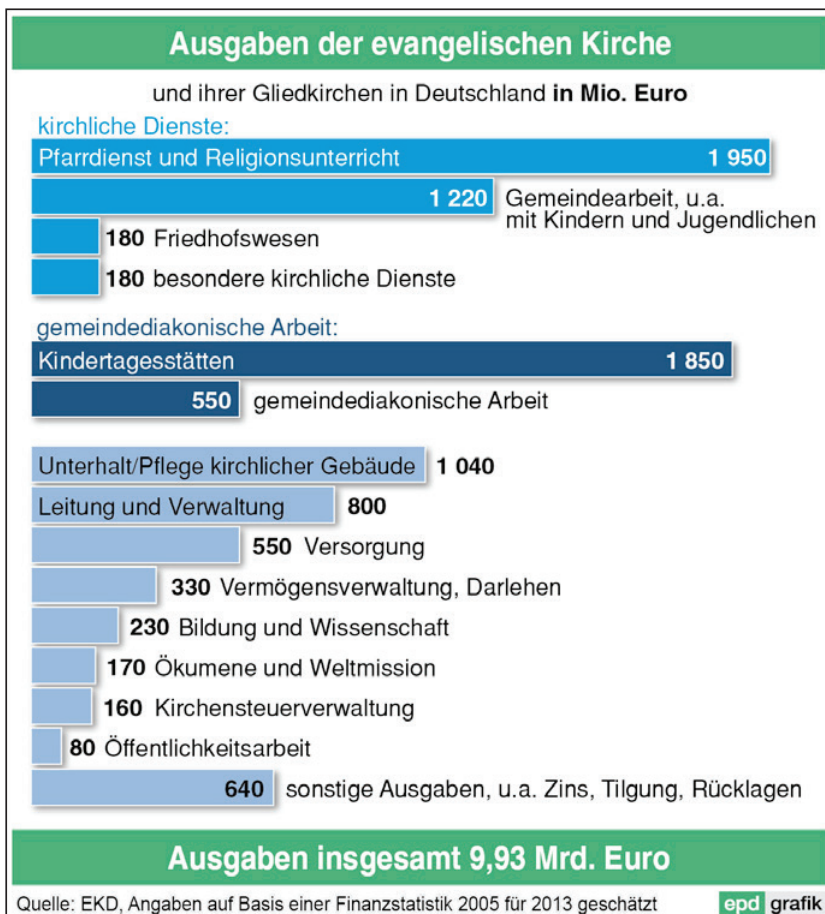 Ausgaben der evangelischen Kirche
und ihrer Gliedkirchen in Deutschland in Mio. Euro
kirchliche Dienste:
Pfarrdienst und Religionsunterricht 1 950
1 220 Gemeindearbeit, u.a.
mit Kindern und Jugendlichen
180 Friedhofswesen
180 besondere kirchliche Dienste
gemeindediakonische Arbeit:
Kindertagesstätten 1 850
550 gemeindediakonische Arbeit
Unterhalt/Pflege kirchlicher Gebäude 1 040
Leitung und Verwaltung 800
550 Versorgung
330 Vermögensverwaltung, Darlehen
230 Bildung und Wissenschaft
170 Ökumene und Weltmission
160 Kirchensteuerverwaltung
80 Öffentlichkeitsarbeit
640 sonstige Ausgaben, u.a. Zins, Tilgung, Rücklagen
Ausgaben insgesamt 9,93 Mrd. Euro
Quelle: EKD, Angaben auf Basis einer Finanzstatistik 2005 für 2013 geschätzt epd grafik